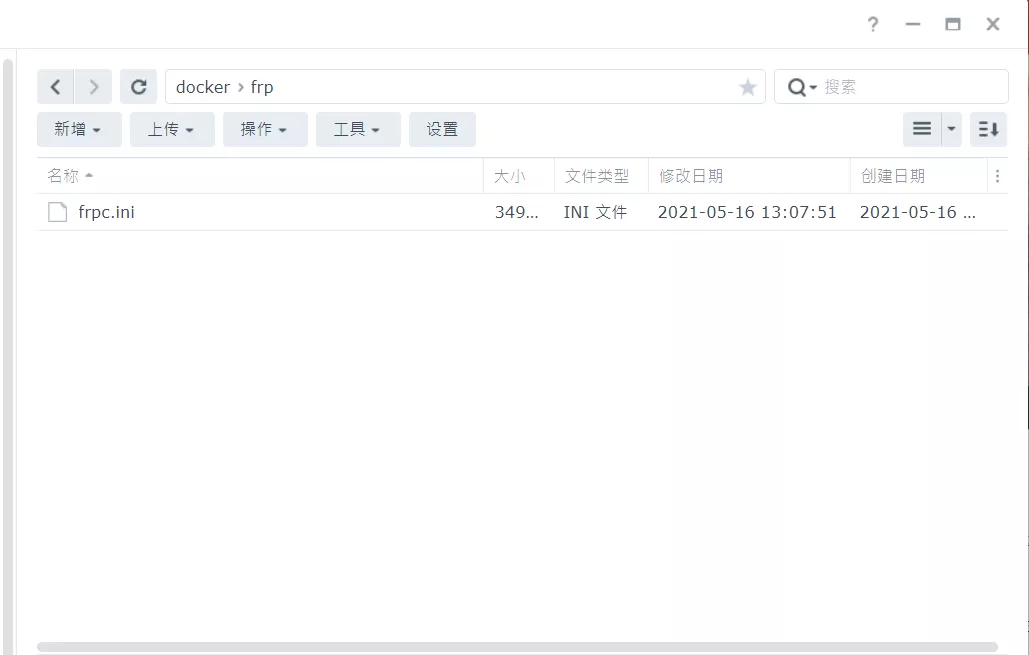 ?
docker › frp
搜索
新增 上传 操作 工具 设置
名称 大小 文件类型 修改日期 创建日期
frpc.ini 349... INI 文件 2021-05-16 13:07:51 2021-05-16 ...